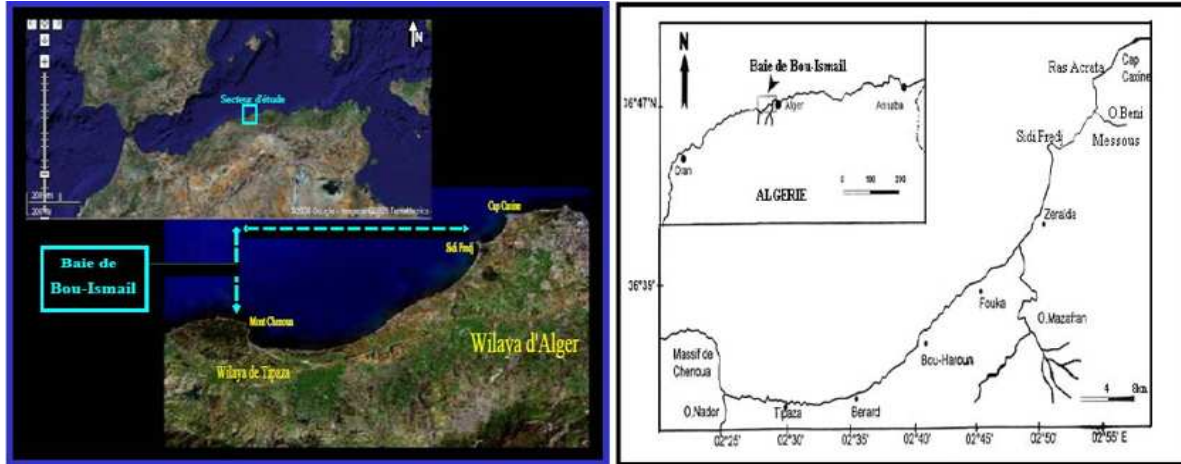 N
Secteur d'étude
Cap Caxine
Sidi Fredj
Baie de
Bou-Ismail
Mont Chenoua
Wilaya d'Alger
Wilaya de Tipaza
N
Baie de Bou-Ismail
Alger
Annaba
Oran
0 100 200
ALGERIE
36°47'N
36°39'
Cap
Caxine
Ras Acrata
O.Beni
Messous
Sidi Fredj
Zeralda
Fouka
O.Mazafran
Bou-Haroun
Massif de
Chenoua
O.Nador
Tipaza
Berard
4 8km
02°25' 02°30' 02°35' 02°40' 02°45' 02°50' 02°55' E